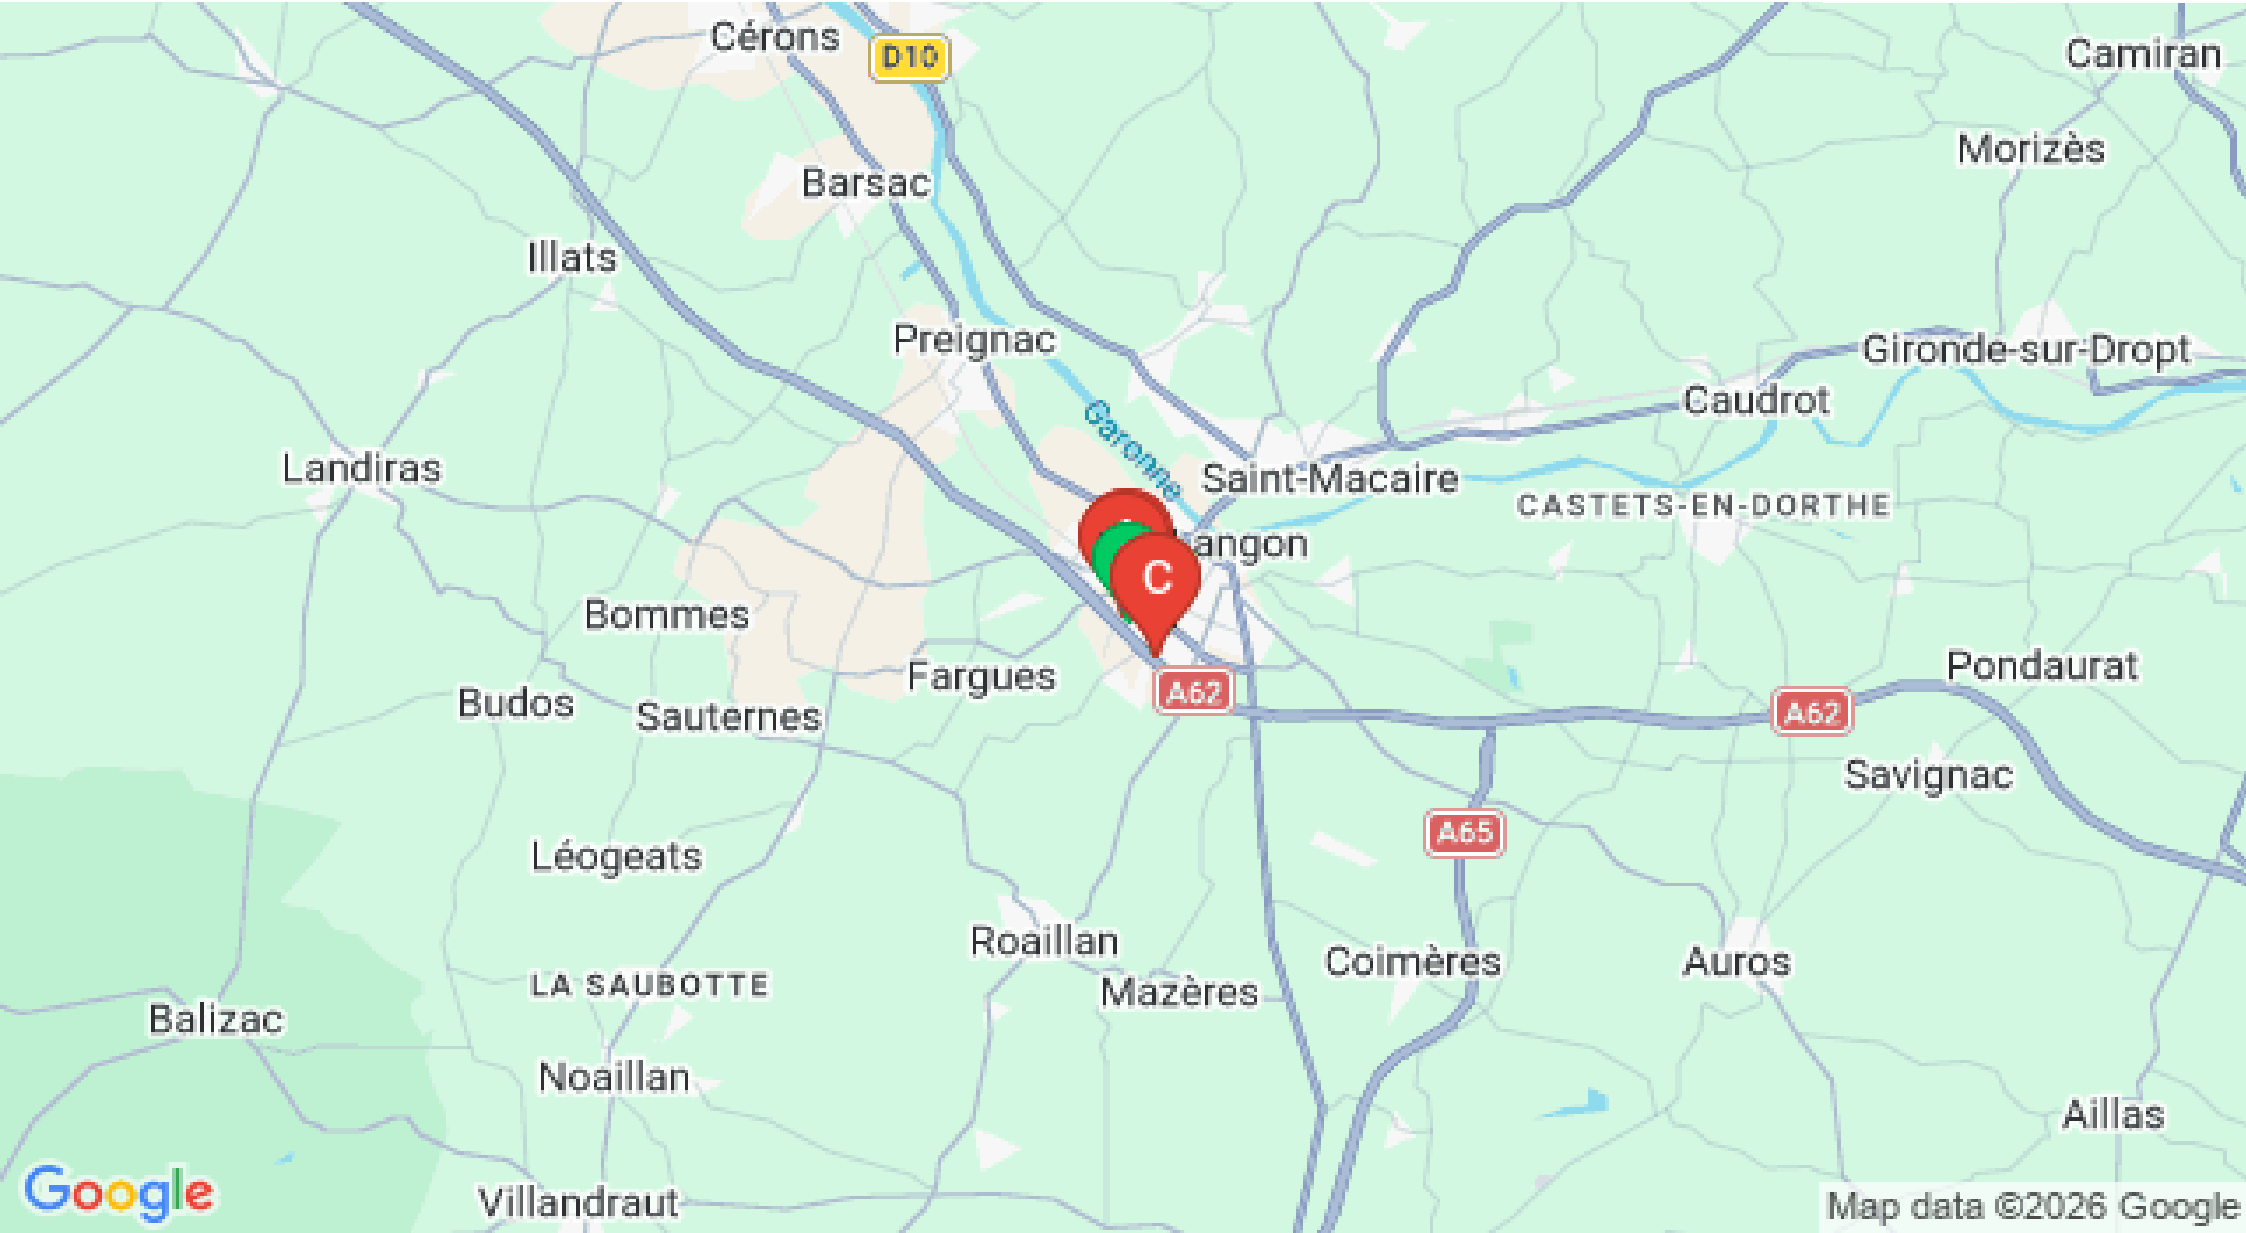 Cérons
D10
Camiran
Morizès
Barsac
Illats
Preignac
Gironde-sur-Dropt
Caudrot
Garonne
Landiras
Saint-Macaire
CASTETS-EN-DORTHE
angon
C
Bommes
Fargues
Pondaurat
A62
A62
Budos
Sauternes
Savignac
A65
Léogeats
Roaillan
Coimères
Auros
LA SAUBOTTE
Mazères
Balizac
Noaillan
Aillas
Villandraut
Google
Map data ©2026 Google